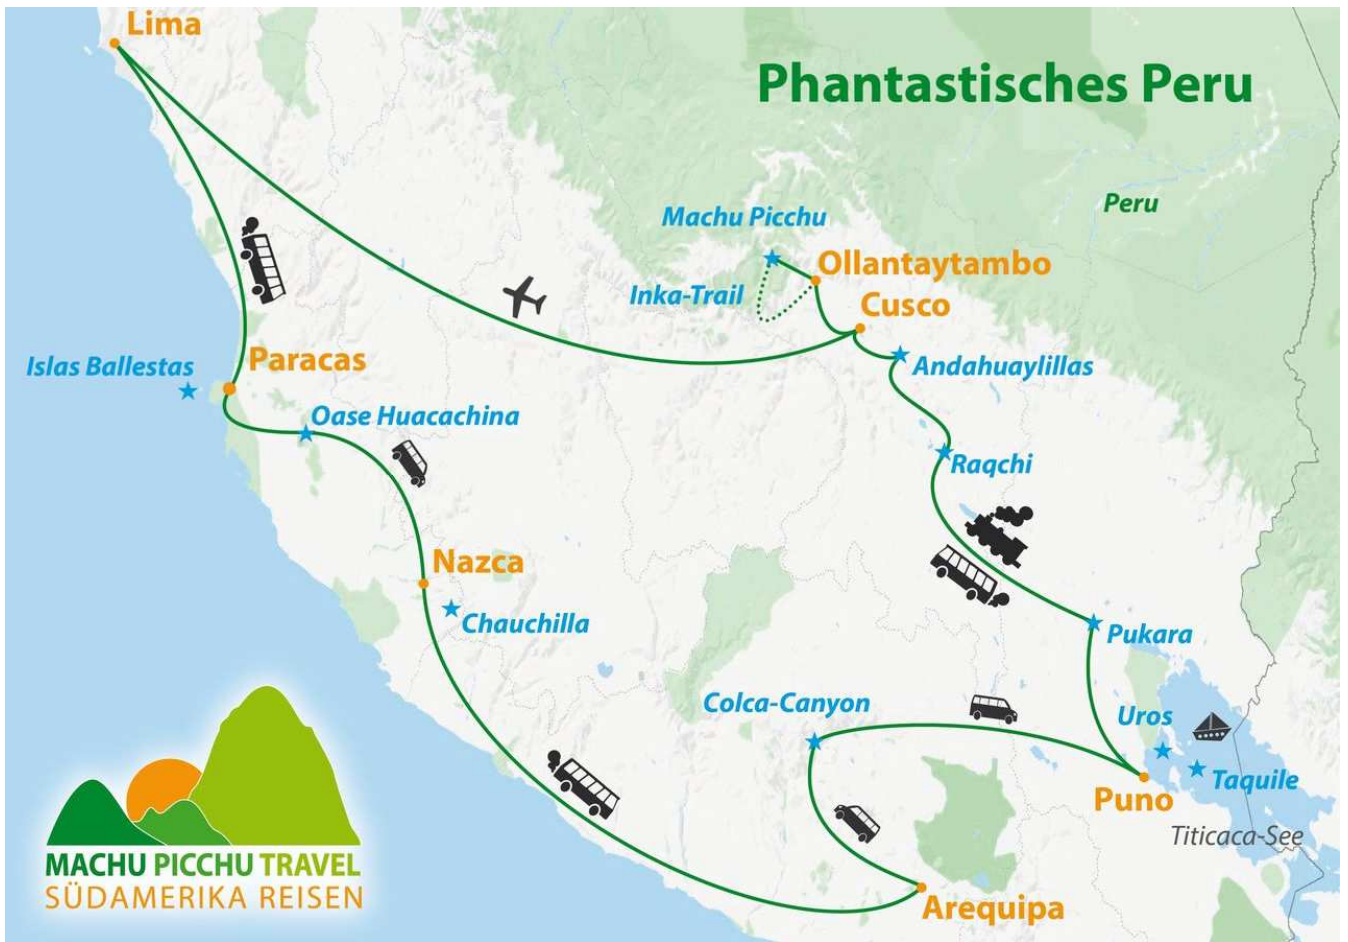 Lima
Phantastisches Peru
Peru
Machu Picchu
Ollantaytambo
Inka-Trail
Cusco
Islas Ballestas
Paracas
Andahuaylillas
Oase Huacachina
Raqchi
Nazca
Chauchilla
Pukara
Colca-Canyon
Uros
Taquile
Puno
Titicaca-See
MACHU PICCHU TRAVEL
SÜDAMERIKA REISEN
Arequipa